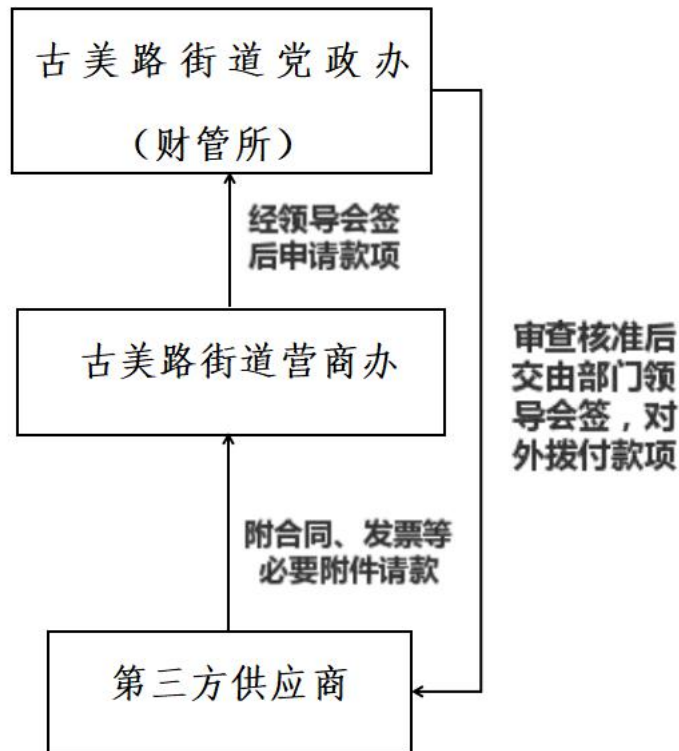 古美路街道党政办
（财管所）
经领导会签
后申请款项
古美路街道营商办
审查核准后
交由部门领
导会签，对
外拨付款项
附合同、发票等
必要附件请款
第三方供应商